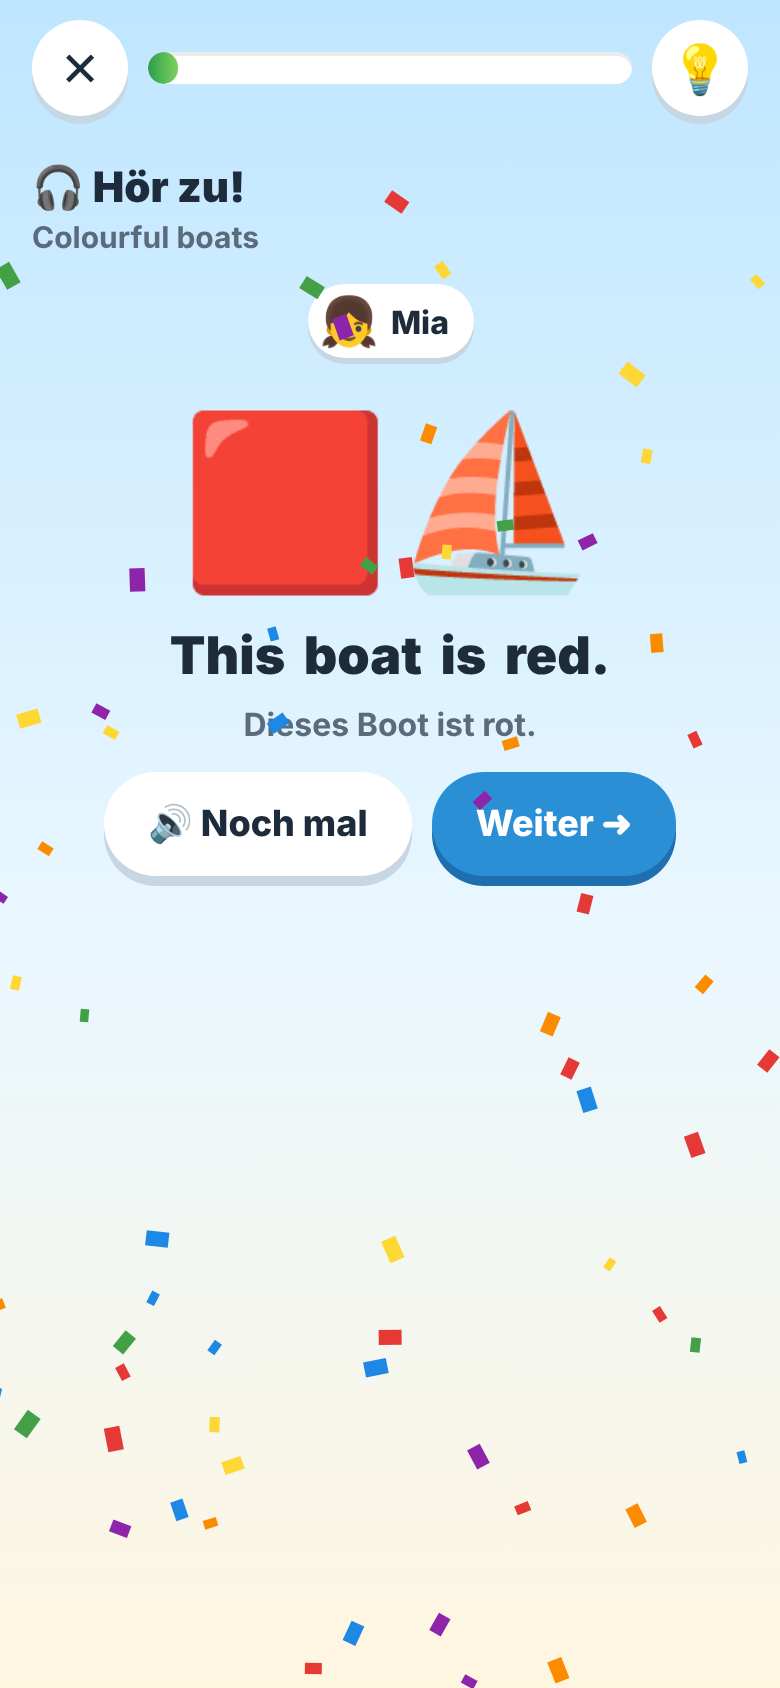 Hör zu!
Colourful boats
Mia
This boat is red.
Dieses Boot ist rot.
Noch mal
Weiter ➜